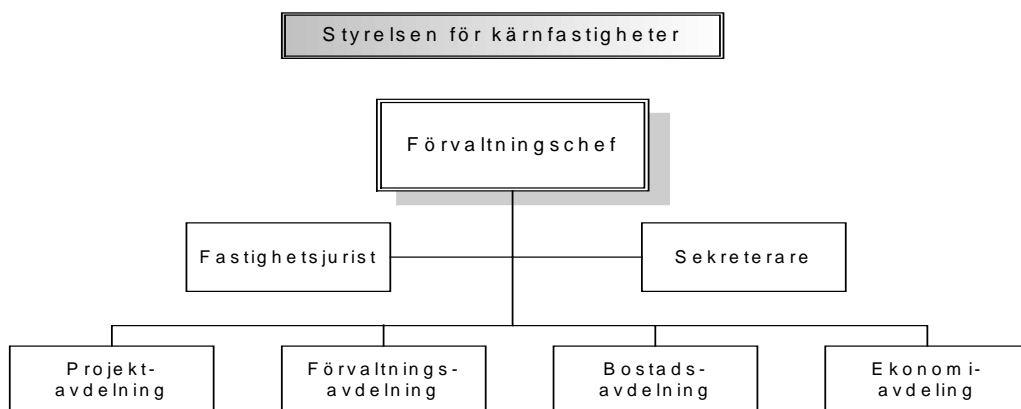 Styrelsen för kärnfastigheter
Förvaltningschef
Fastighetsjurist
Sekreterare
Projekt-
avdelning
Förvaltnings-
avdelning
Bostads-
avdelning
Ekonomi-
avdeling